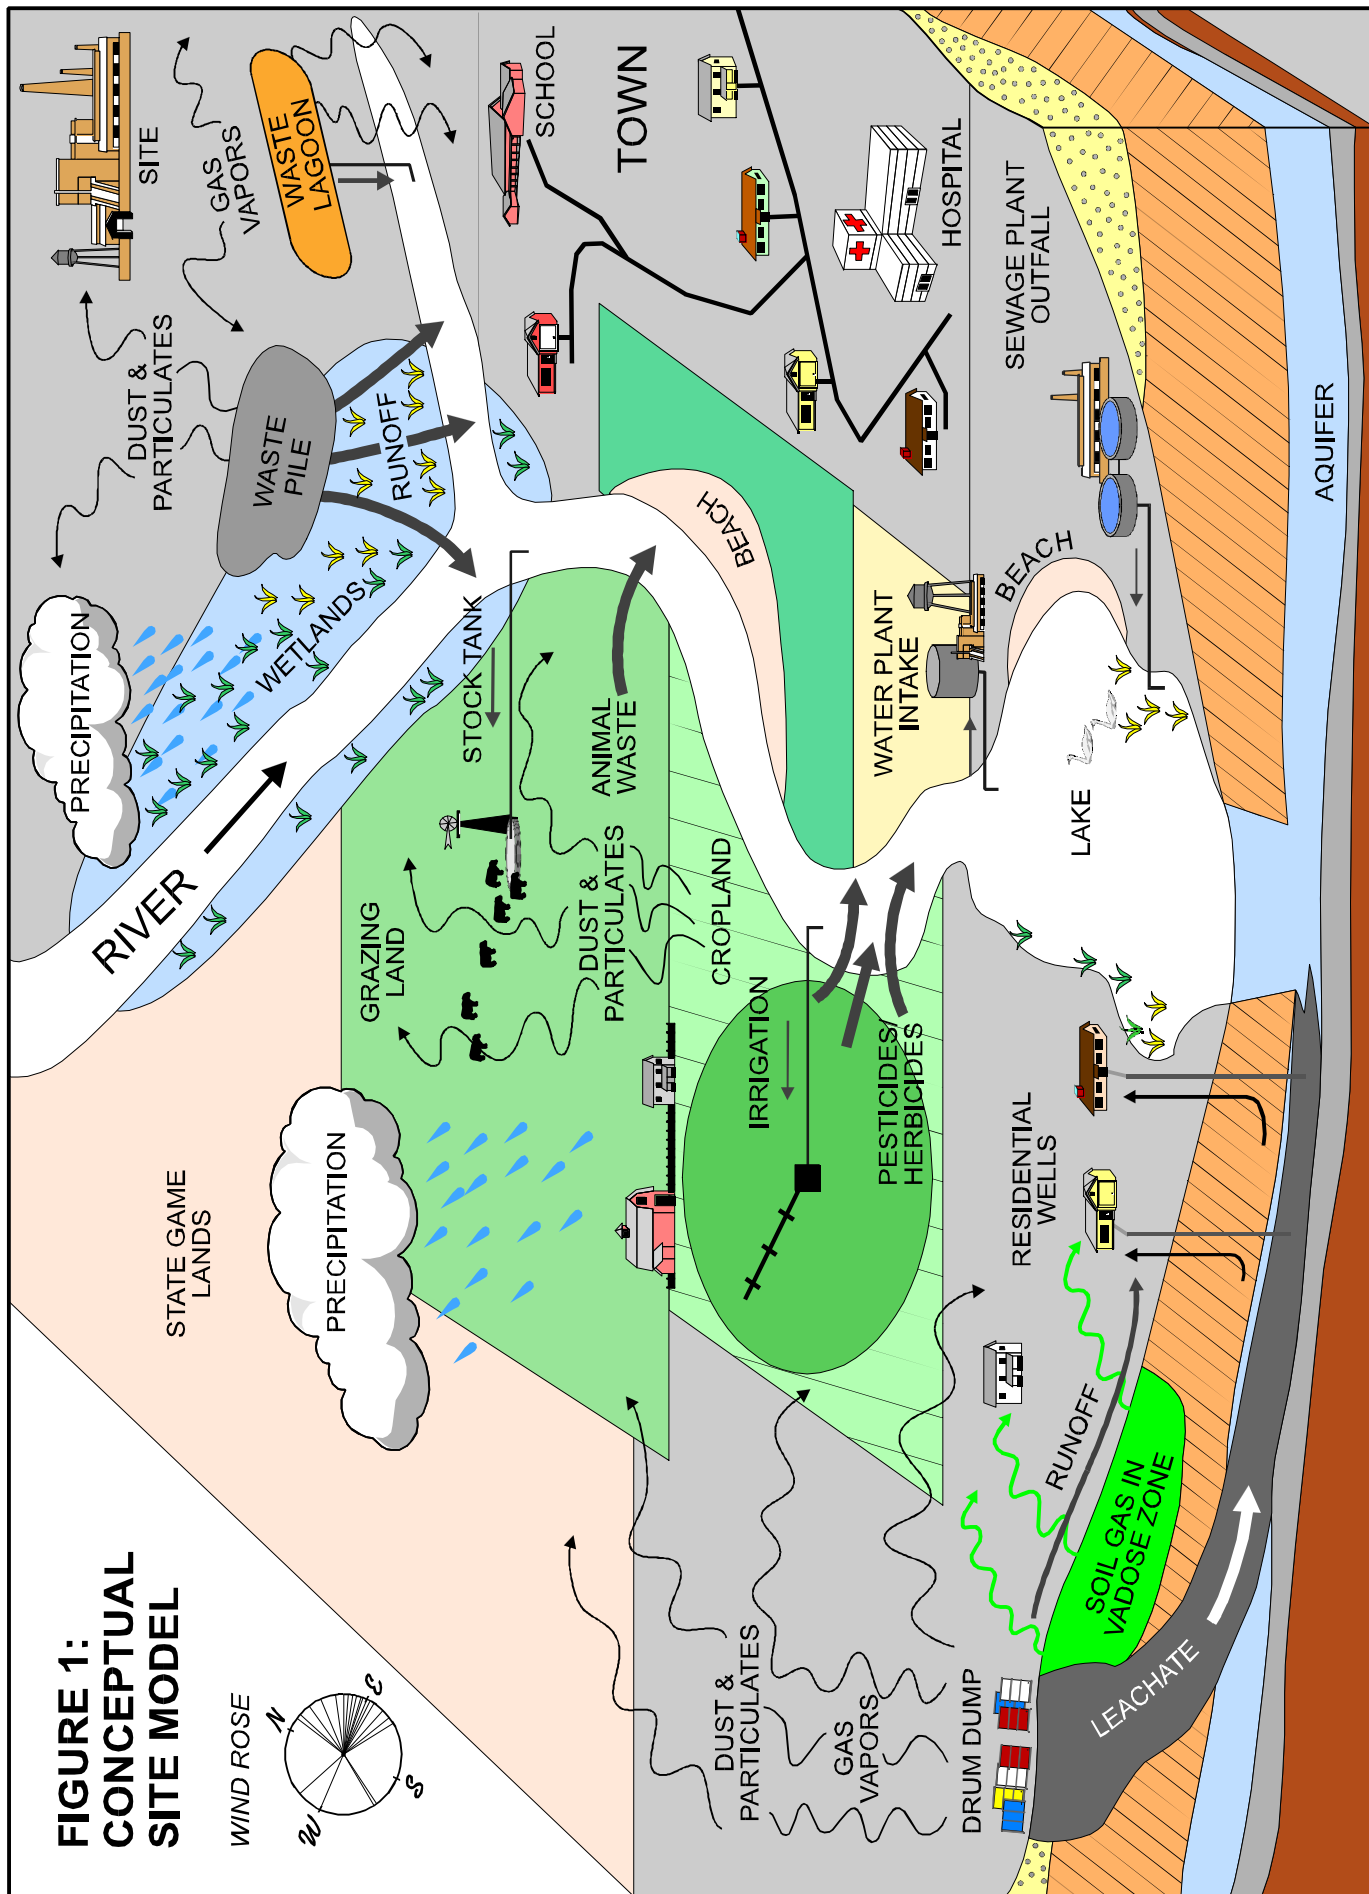 FIGURE 1:
CONCEPTUAL
SITE MODEL
WIND ROSE
N
E
S
W
STATE GAME
LANDS
PRECIPITATION
RIVER
PRECIPITATION
WETLANDS
DUST &
PARTICULATES
WASTE
PILE
RUNOFF
SITE
GAS
VAPORS
WASTE
LAGOON
GRAZING
LAND
STOCK TANK
ANIMAL
WASTE
DUST &
PARTICULATES
CROPLAND
IRRIGATION
PESTICIDES/
HERBICIDES
BEACH
SCHOOL
TOWN
HOSPITAL
WATER PLANT
INTAKE
SEWAGE PLANT
OUTFALL
BEACH
LAKE
DUST &
PARTICULATES
GAS
VAPORS
DRUM DUMP
RESIDENTIAL
WELLS
RUNOFF
SOIL GAS IN
VADOSE ZONE
LEACHATE
AQUIFER